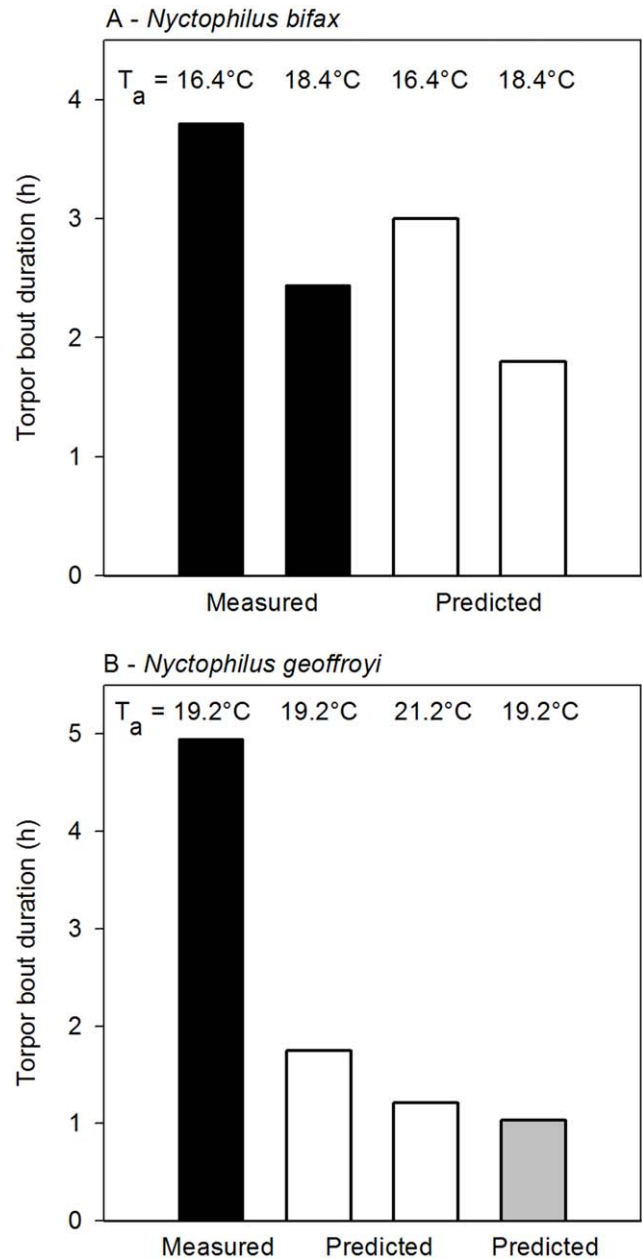 A - Nyctophilus bifax
Tₐ = 16.4°C 18.4°C 16.4°C 18.4°C
4
3
2
1
0
Torpor bout duration (h)
Measured Predicted
B - Nyctophilus geoffroyi
Tₐ = 19.2°C 19.2°C 21.2°C 19.2°C
5
4
3
2
1
0
Torpor bout duration (h)
Measured Predicted Predicted